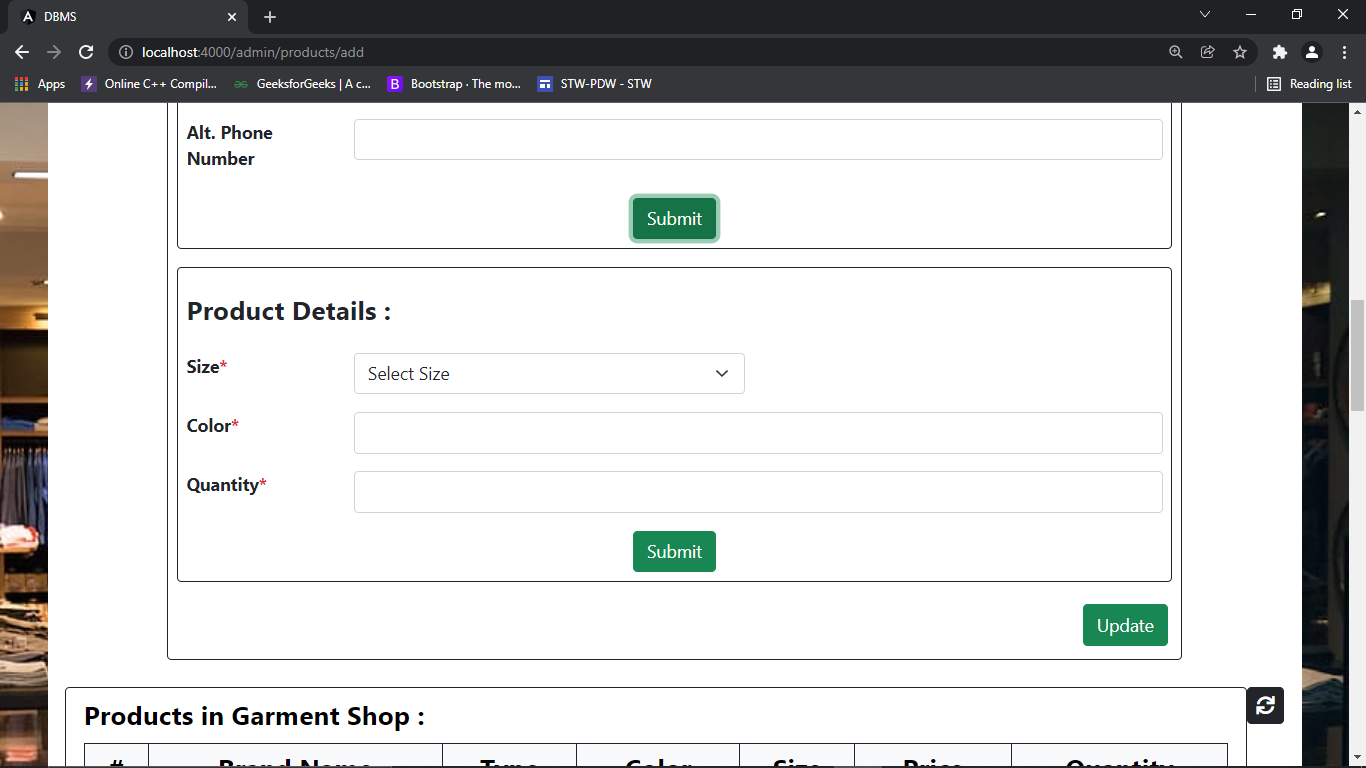 DBMS
localhost:4000/admin/products/add
Apps
Online C++ Compil...
GeeksforGeeks | A c...
B
Bootstrap · The mo...
STW-PDW - STW
Reading list
Alt. Phone
Number
Submit
Product Details :
Size*
Select Size
Color*
Quantity*
Submit
Update
Products in Garment Shop :
# Brand Name Type Color Size Price Quantity